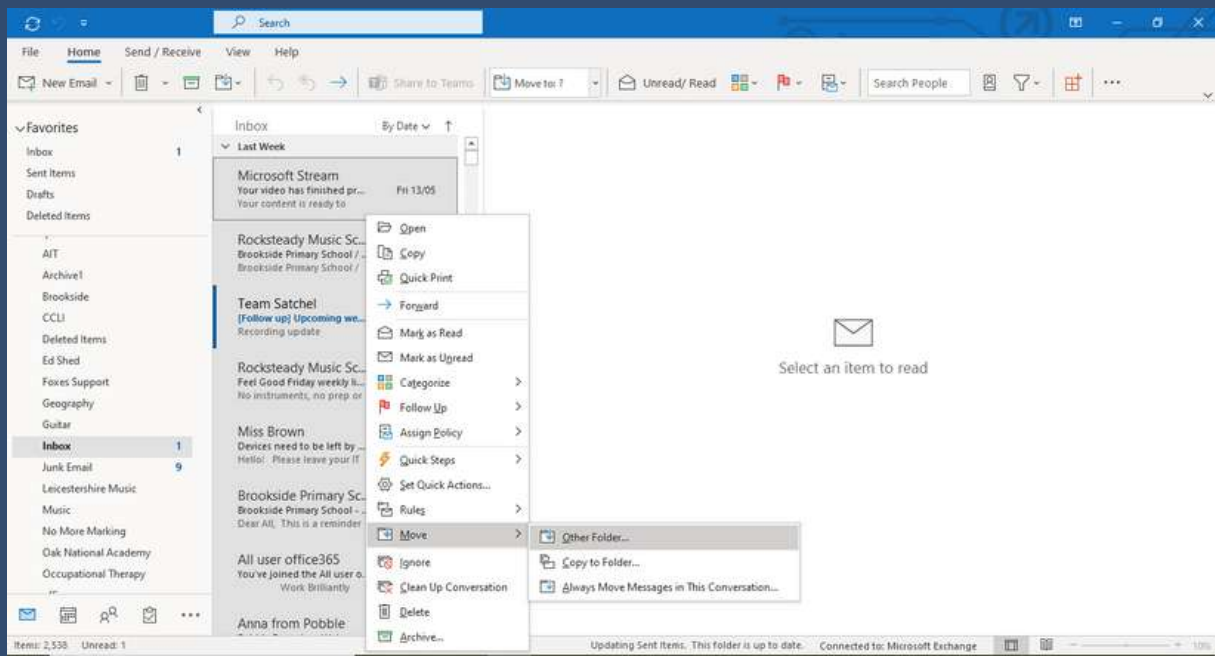 Search
File Home Send / Receive View Help
New Email Share to Teams Move to: ? Unread/ Read Search People
Favorites
Inbox 1
Sent Items
Drafts
Deleted Items
AIT
Archive1
Brookside
CCLI
Deleted Items
Ed Shed
Foxes Support
Geography
Guitar
Inbox 1
Junk Email 9
Leicestershire Music
Music
No More Marking
Oak National Academy
Occupational Therapy
Inbox By Date
Last Week
Microsoft Stream
Your video has finished pr... Fri 13/05
Your content is ready to
Rocksteady Music Sc...
Brookside Primary School / ...
Brookside Primary School /
Team Satchel
[Follow up] Upcoming we...
Recording update
Rocksteady Music Sc...
Feel Good Friday weekly li...
No instruments, no prep or
Miss Brown
Devices need to be left by ...
Hello! Please leave your IT
Brookside Primary Sc...
Brookside Primary School - ...
Dear All, This is a reminder
All user office365
You've joined the All user o...
Work Brilliantly
Anna from Pobble
Open
Copy
Quick Print
Forward
Mark as Read
Mark as Unread
Categorize
Follow Up
Assign Policy
Quick Steps
Set Quick Actions...
Rules
Move
Ignore
Clean Up Conversation
Delete
Archive...
Other Folder...
Copy to Folder...
Always Move Messages in This Conversation...
Select an item to read
Items: 2,538 Unread: 1 Updating Sent Items. This folder is up to date. Connected to: Microsoft Exchange 10%